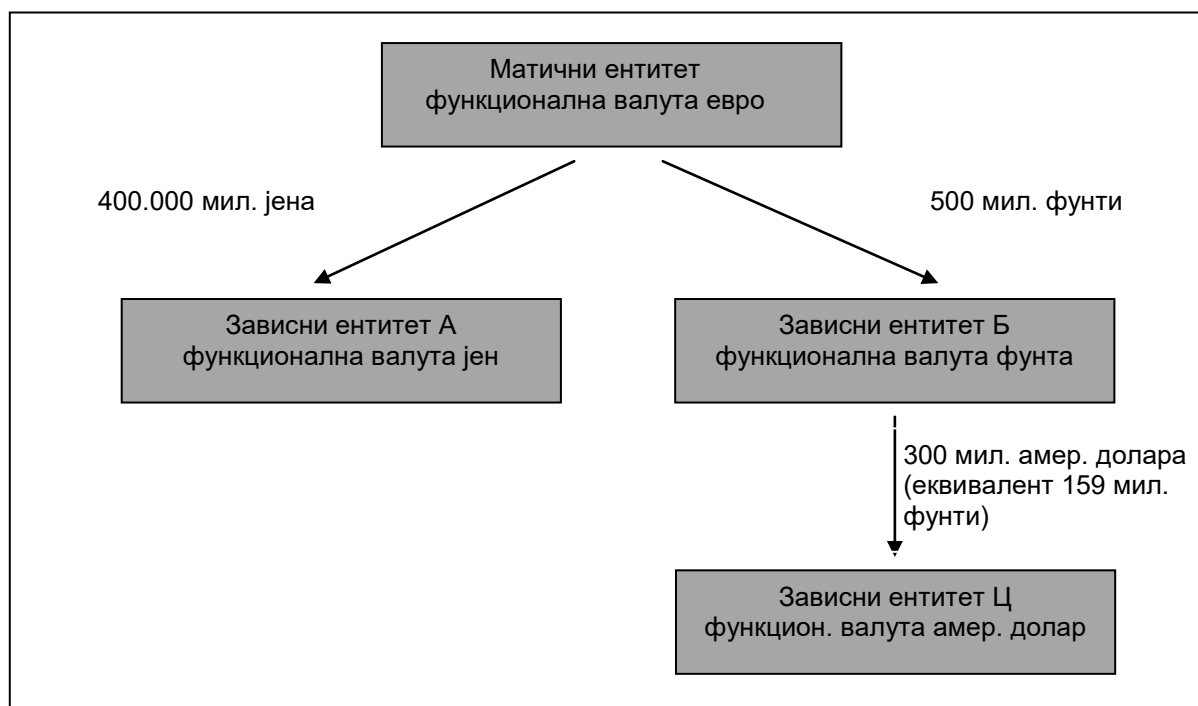 Матични ентитет
функционална валута евро
400.000 мил. јена
500 мил. фунти
Зависни ентитет А
функционална валута јен
Зависни ентитет Б
функционална валута фунта
300 мил. амер. долара
(еквивалент 159 мил.
фунти)
Зависни ентитет Ц
функцион. валута амер. долар